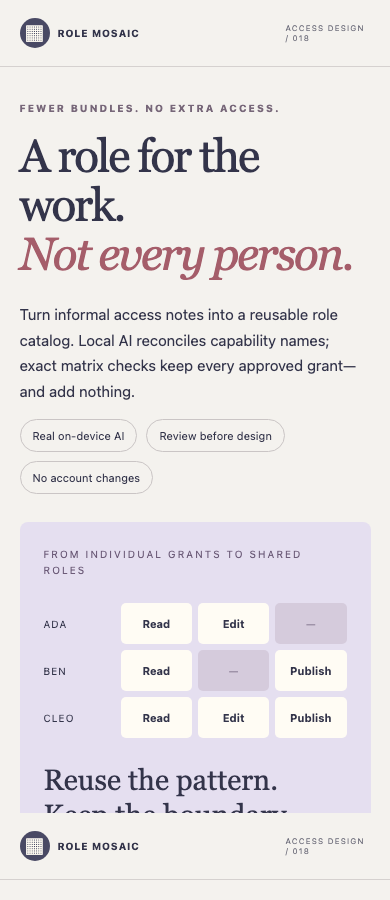 ROLE MOSAIC
ACCESS DESIGN
/ 018
FEWER BUNDLES. NO EXTRA ACCESS.
A role for the
work.
Not every person.
Turn informal access notes into a reusable role
catalog. Local AI reconciles capability names;
exact matrix checks keep every approved grant—
and add nothing.
Real on-device AI
Review before design
No account changes
FROM INDIVIDUAL GRANTS TO SHARED
ROLES
ADA Read Edit —
BEN Read — Publish
CLEO Read Edit Publish
Reuse the pattern.
Keep the boundary.
ROLE MOSAIC
ACCESS DESIGN
/ 018